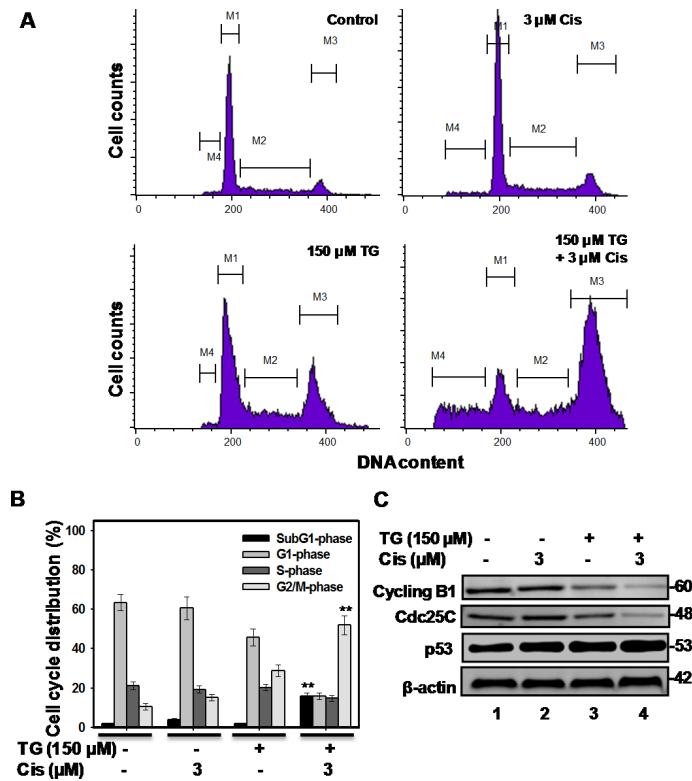 A
Control
3 µM Cis
M1
M3
M4
M2
M1
M3
M4
M2
Cell counts
0 200 400
0 200 400
150 µM TG
150 µM TG
+ 3 µM Cis
M1
M3
M4
M2
M1
M3
M4
M2
Cell counts
0 200 400
0 200 400
DNA content
B
Cell cycle distribution (%)
100
80
60
40
20
0
SubG1-phase
G1-phase
S-phase
G2/M-phase
**
**
TG (150 µM) - - + +
Cis (µM) - 3 - 3
C
TG (150 µM) - - + +
Cis (µM) - 3 - 3
Cycling B1 -60
Cdc25C -48
p53 -53
β-actin -42
1 2 3 4